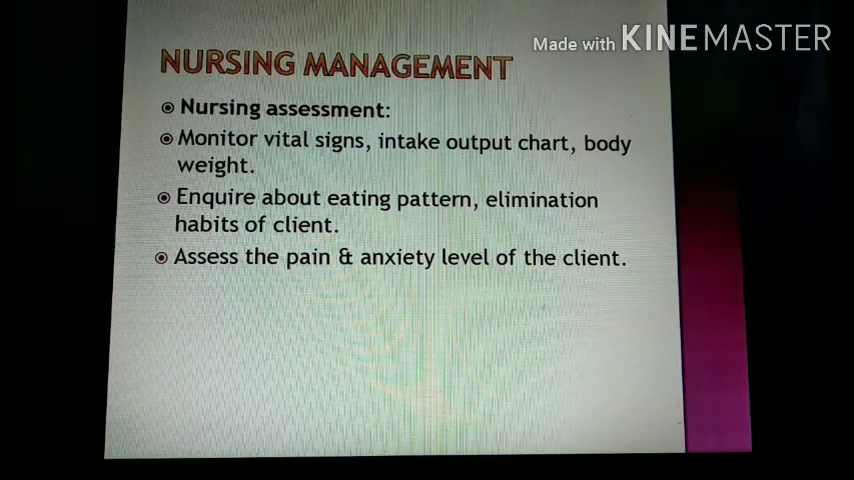 Made with KINEMASTER
NURSING MANAGEMENT
Nursing assessment:
Monitor vital signs, intake output chart, body
weight.
Enquire about eating pattern, elimination
habits of client.
Assess the pain & anxiety level of the client.